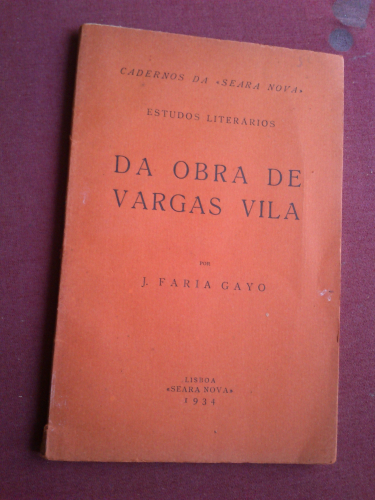 CADERNOS DA «SEARA NOVA»
ESTUDOS LITERARIOS
DA OBRA DE
VARGAS VILA
POR
J. FARIA GAYO
LISBOA
«SEARA NOVA»
1934